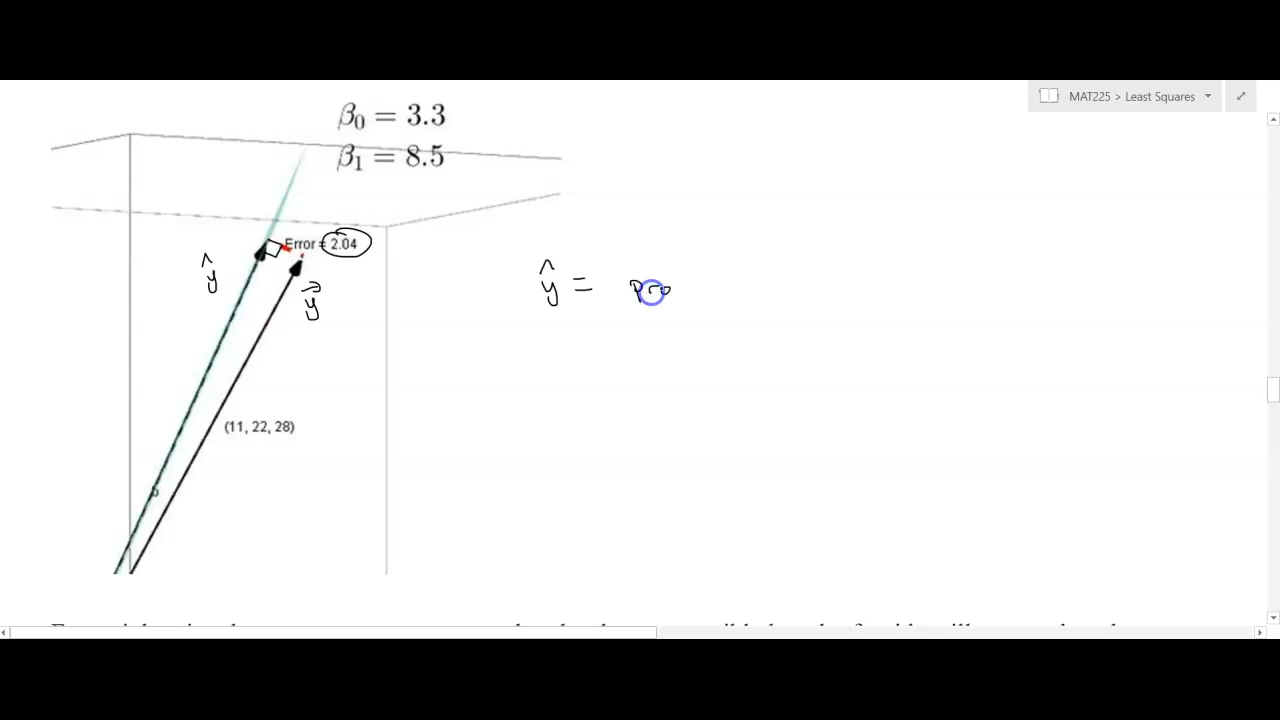 MAT225 > Least Squares
β₀ = 3.3
β₁ = 8.5
Error = 2.04
ŷ
y⃗
ŷ = pro
(11, 22, 28)
b